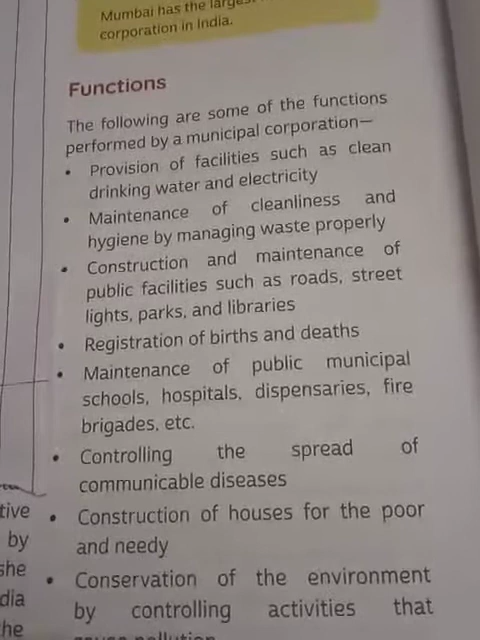 Mumbai has the largest
corporation in India.
Functions
The following are some of the functions
performed by a municipal corporation—
• Provision of facilities such as clean
drinking water and electricity
• Maintenance of cleanliness and
hygiene by managing waste properly
• Construction and maintenance of
public facilities such as roads, street
lights, parks, and libraries
• Registration of births and deaths
• Maintenance of public municipal
schools, hospitals, dispensaries, fire
brigades, etc.
• Controlling the spread of
communicable diseases
• Construction of houses for the poor
and needy
• Conservation of the environment
by controlling activities that
pollution
tive
by
she
dia
he